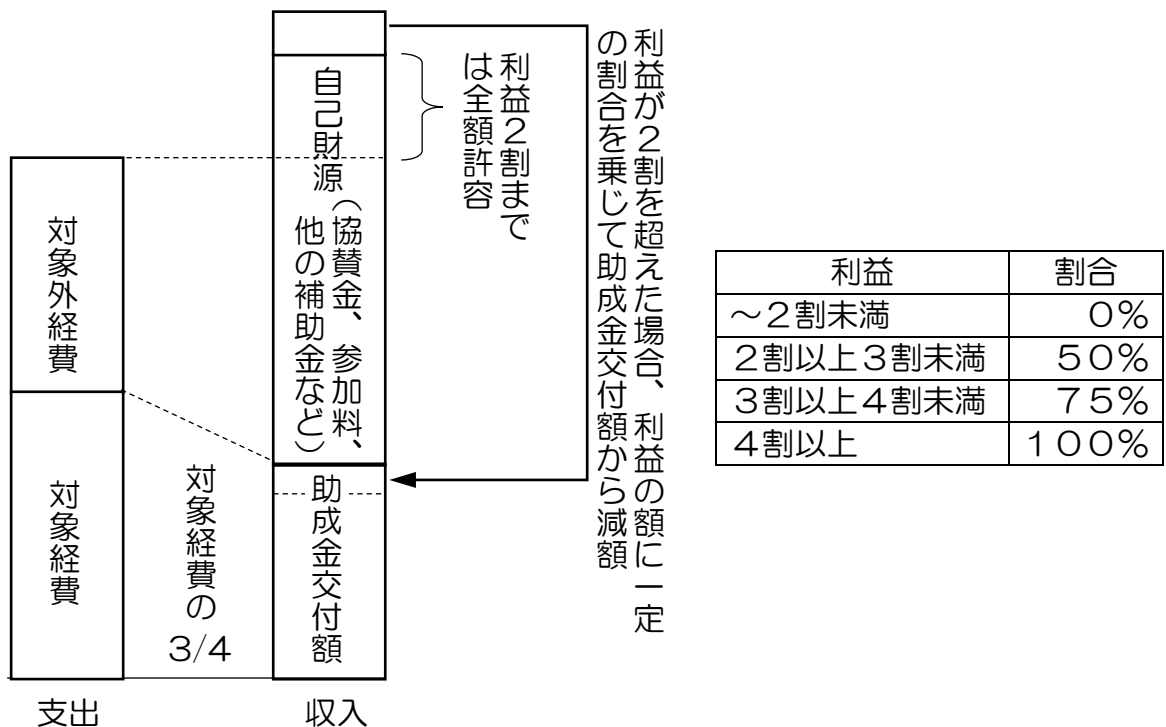 対象外経費
対象経費
対象経費の
3/4
自己財源（協賛金、参加料、
他の補助金など）
助成金交付額
利益２割まで
は全額許容
利益が２割を超えた場合、利益の額に一定
の割合を乗じて助成金交付額から減額
支出
収入
利益 割合
～２割未満 ０％
２割以上３割未満 ５０％
３割以上４割未満 ７５％
４割以上 １００％